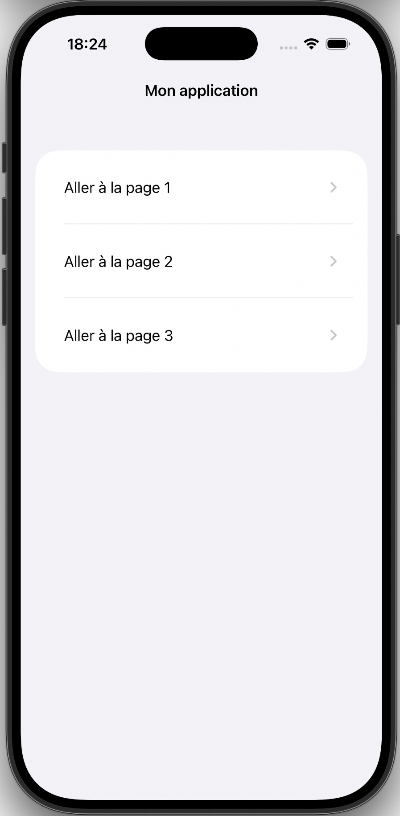 18:24
Mon application
Aller à la page 1
Aller à la page 2
Aller à la page 3